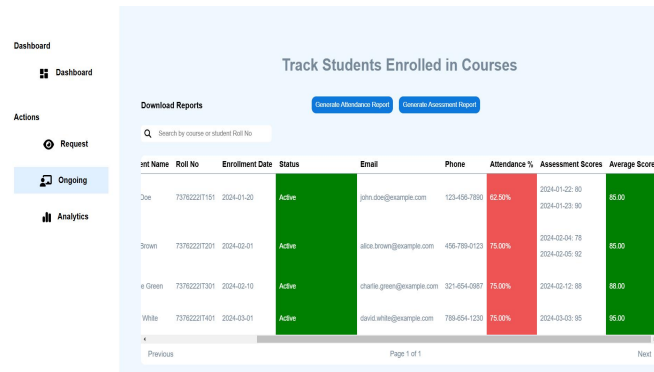 Dashboard
Dashboard
Actions
Request
Ongoing
Analytics
Track Students Enrolled in Courses
Download Reports
Generate Attendance Report
Generate Asessment Report
Search by course or student Roll No
ent Name Roll No Enrollment Date Status Email Phone Attendance % Assessment Scores Average Score
Doe 7376222IT151 2024-01-20 Active john.doe@example.com 123-456-7890 62.50% 2024-01-22: 80 85.00
2024-01-23: 90
Brown 7376222IT201 2024-02-01 Active alice.brown@example.com 456-789-0123 75.00% 2024-02-04: 78 85.00
2024-02-05: 92
e Green 7376222IT301 2024-02-10 Active charlie.green@example.com 321-654-0987 75.00% 2024-02-12: 88 88.00
White 7376222IT401 2024-03-01 Active david.white@example.com 789-654-1230 75.00% 2024-03-03: 95 95.00
Previous Page 1 of 1 Next